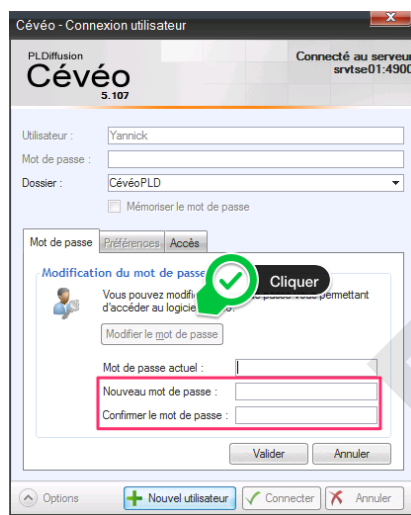 Cévéo - Connexion utilisateur
PLDiffusion
Cévéo
5.107
Connecté au serveur
srvtse01:4900
Utilisateur :
Yannick
Mot de passe :
Dossier :
CévéoPLD
Mémoriser le mot de passe
Mot de passe
Préférences
Accès
Modification du mot de passe
Cliquer
Vous pouvez modifi passe vous permettant
d'accéder au logicie
Modifier le mot de passe
Mot de passe actuel :
Nouveau mot de passe :
Confirmer le mot de passe :
Valider
Annuler
Options
Nouvel utilisateur
Connecter
Annuler